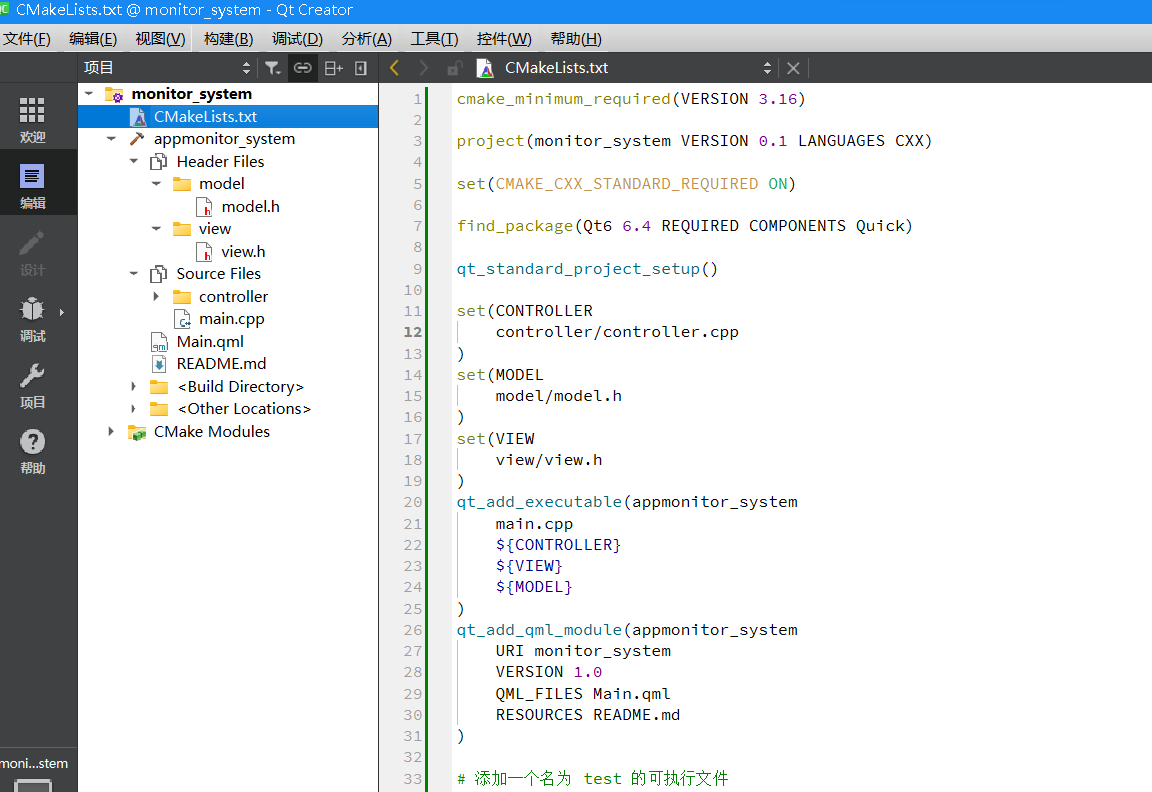 CMakeLists.txt @ monitor_system - Qt Creator
文件(F) 编辑(E) 视图(V) 构建(B) 调试(D) 分析(A) 工具(T) 控件(W) 帮助(H)
项目
CMakeLists.txt
欢迎
编辑
设计
调试
项目
帮助
moni...stem
monitor_system
CMakeLists.txt
appmonitor_system
Header Files
model
model.h
view
view.h
Source Files
controller
main.cpp
Main.qml
README.md
<Build Directory>
<Other Locations>
CMake Modules
1 cmake_minimum_required(VERSION 3.16)
2
3 project(monitor_system VERSION 0.1 LANGUAGES CXX)
4
5 set(CMAKE_CXX_STANDARD_REQUIRED ON)
6
7 find_package(Qt6 6.4 REQUIRED COMPONENTS Quick)
8
9 qt_standard_project_setup()
10
11 set(CONTROLLER
12 controller/controller.cpp
13 )
14 set(MODEL
15 model/model.h
16 )
17 set(VIEW
18 view/view.h
19 )
20 qt_add_executable(appmonitor_system
21 main.cpp
22 ${CONTROLLER}
23 ${VIEW}
24 ${MODEL}
25 )
26 qt_add_qml_module(appmonitor_system
27 URI monitor_system
28 VERSION 1.0
29 QML_FILES Main.qml
30 RESOURCES README.md
31 )
32
33 # 添加一个名为 test 的可执行文件